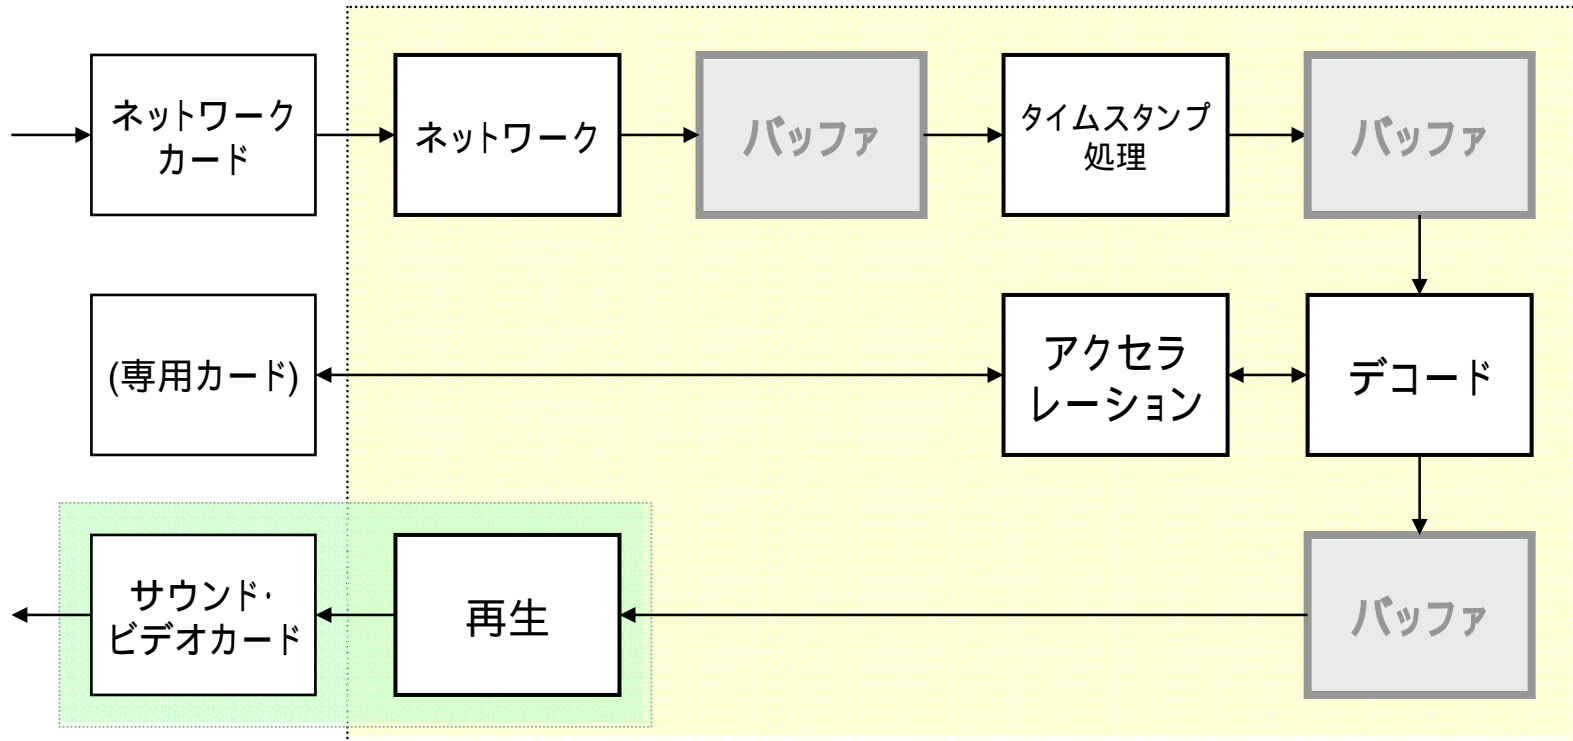 ネットワーク
カード
ネットワーク
バッファ
タイムスタンプ
処理
バッファ
(専用カード)
アクセラ
レーション
デコード
サウンド・
ビデオカード
再生
バッファ